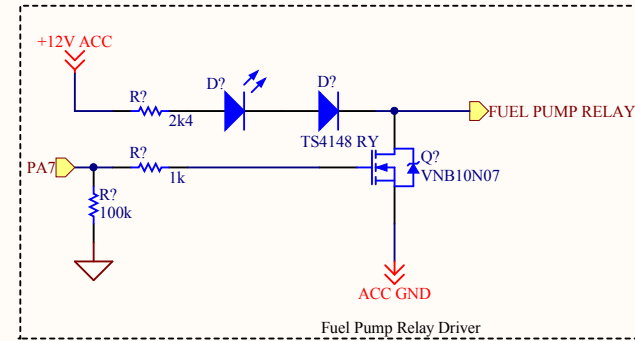 +12V ACC
R?
2k4
D?
D?
TS4148 RY
FUEL PUMP RELAY
PA7
R?
1k
R?
100k
Q?
VNB10N07
ACC GND
Fuel Pump Relay Driver